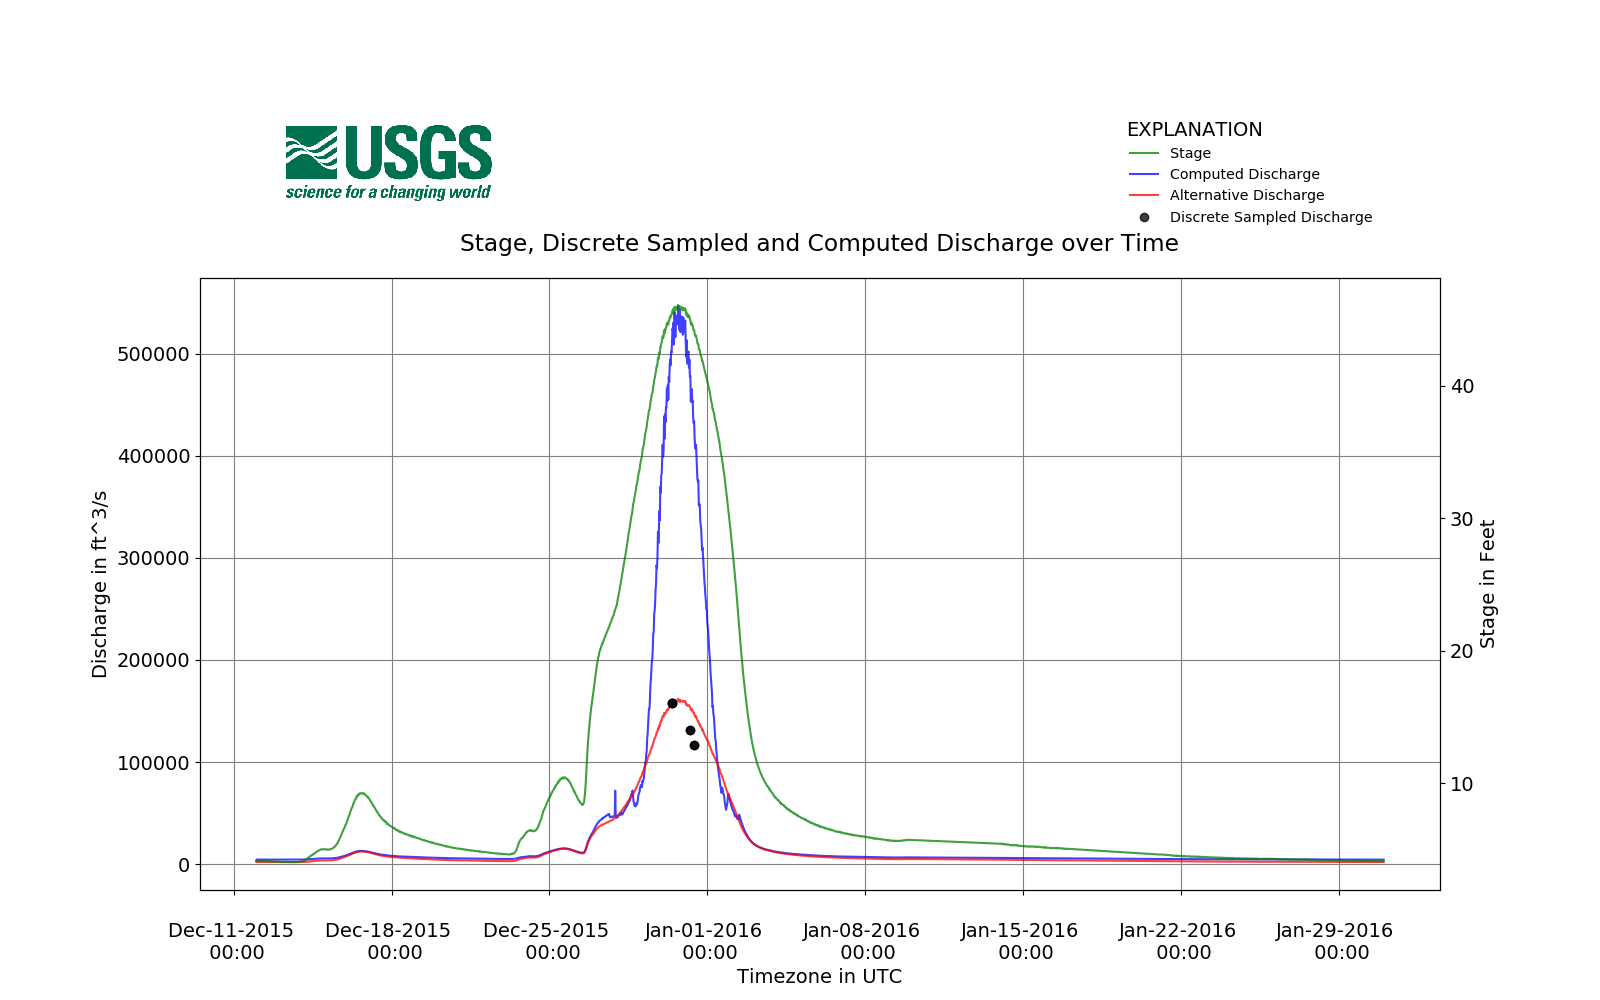 USGS
science for a changing world
EXPLANATION
Stage
Computed Discharge
Alternative Discharge
Discrete Sampled Discharge
Stage, Discrete Sampled and Computed Discharge over Time
Discharge in ft^3/s
500000
400000
300000
200000
100000
0
40
30
20
10
Stage in Feet
Dec-11-2015 00:00
Dec-18-2015 00:00
Dec-25-2015 00:00
Jan-01-2016 00:00
Jan-08-2016 00:00
Jan-15-2016 00:00
Jan-22-2016 00:00
Jan-29-2016 00:00
Timezone in UTC